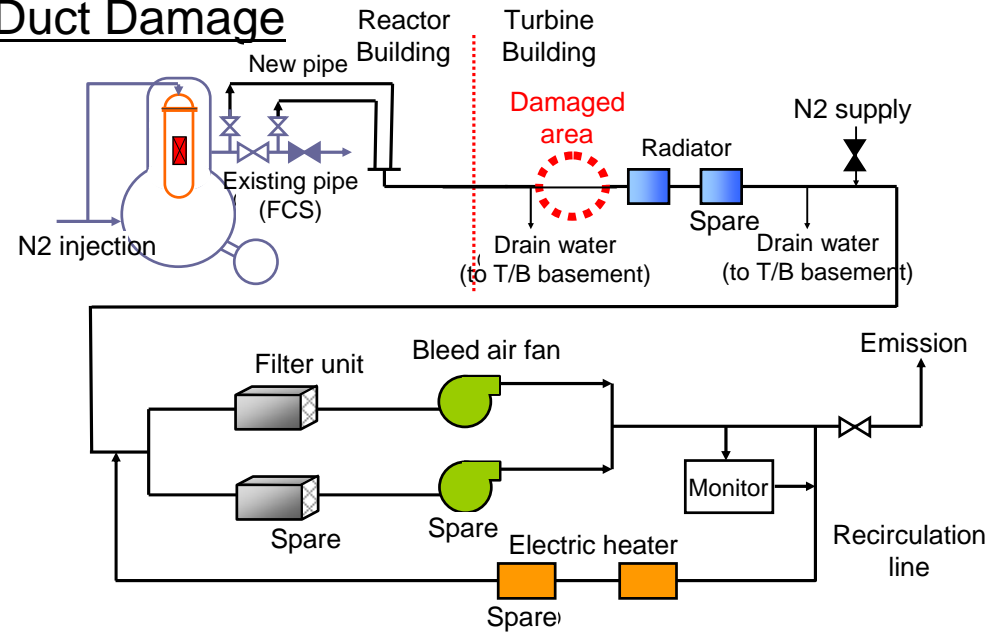 Duct Damage
Reactor
Building
Turbine
Building
New pipe
Damaged
area
N2 supply
Radiator
Existing pipe
(FCS)
Spare
N2 injection
Drain water
(to T/B basement)
Drain water
(to T/B basement)
Filter unit
Bleed air fan
Emission
Monitor
Spare
Spare
Electric heater
Recirculation
line
Spare